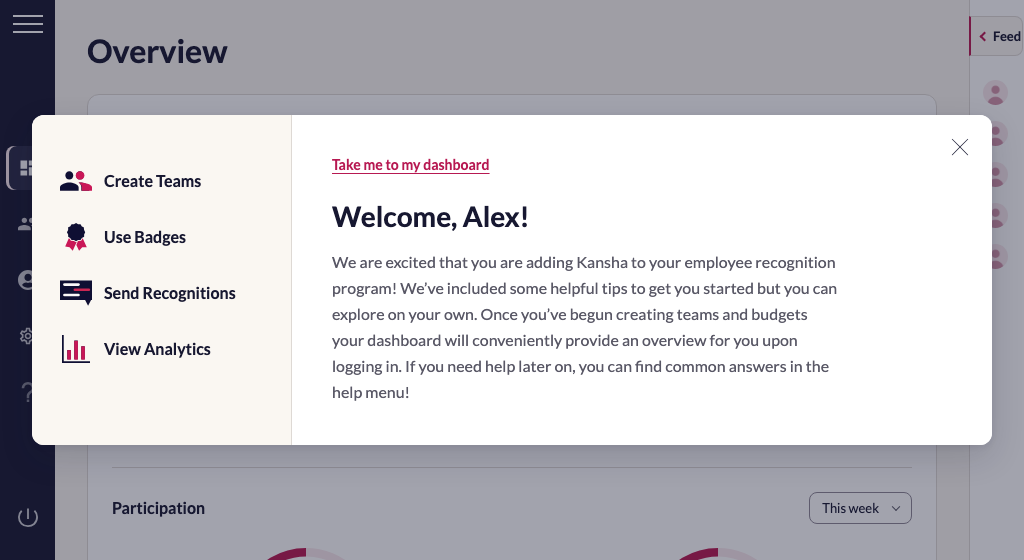 Overview
Feed
Create Teams
Use Badges
Send Recognitions
View Analytics
Take me to my dashboard
Welcome, Alex!
We are excited that you are adding Kansha to your employee recognition
program! We’ve included some helpful tips to get you started but you can
explore on your own. Once you’ve begun creating teams and budgets
your dashboard will conveniently provide an overview for you upon
logging in. If you need help later on, you can find common answers in the
help menu!
Participation
This week